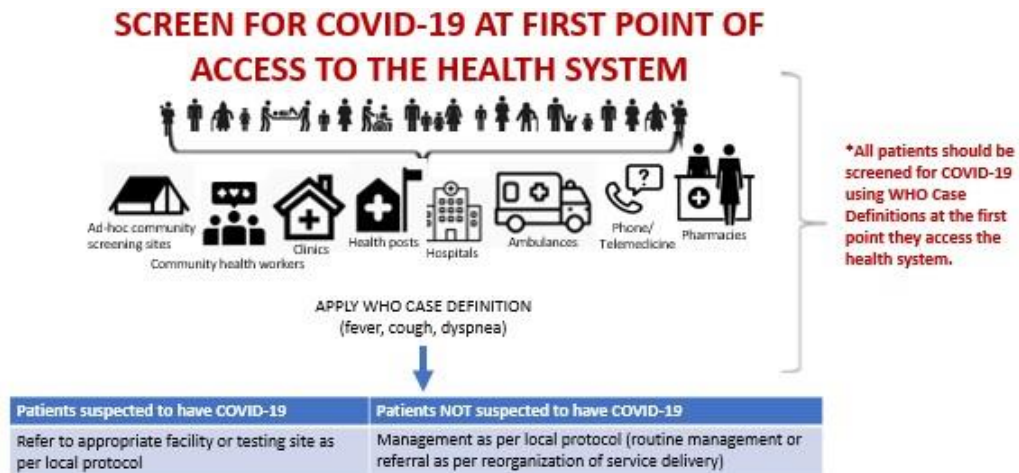 SCREEN FOR COVID-19 AT FIRST POINT OF
ACCESS TO THE HEALTH SYSTEM
Ad-hoc community
screening sites
Community health workers
Clinics
Health posts
Hospitals
Ambulances
?
Phone/
Telemedicine
Pharmacies
*All patients should be
screened for COVID-19
using WHO Case
Definitions at the first
point they access the
health system.
APPLY WHO CASE DEFINITION
(fever, cough, dyspnea)
Patients suspected to have COVID-19
Patients NOT suspected to have COVID-19
Refer to appropriate facility or testing site as
per local protocol
Management as per local protocol (routine management or
referral as per reorganization of service delivery)